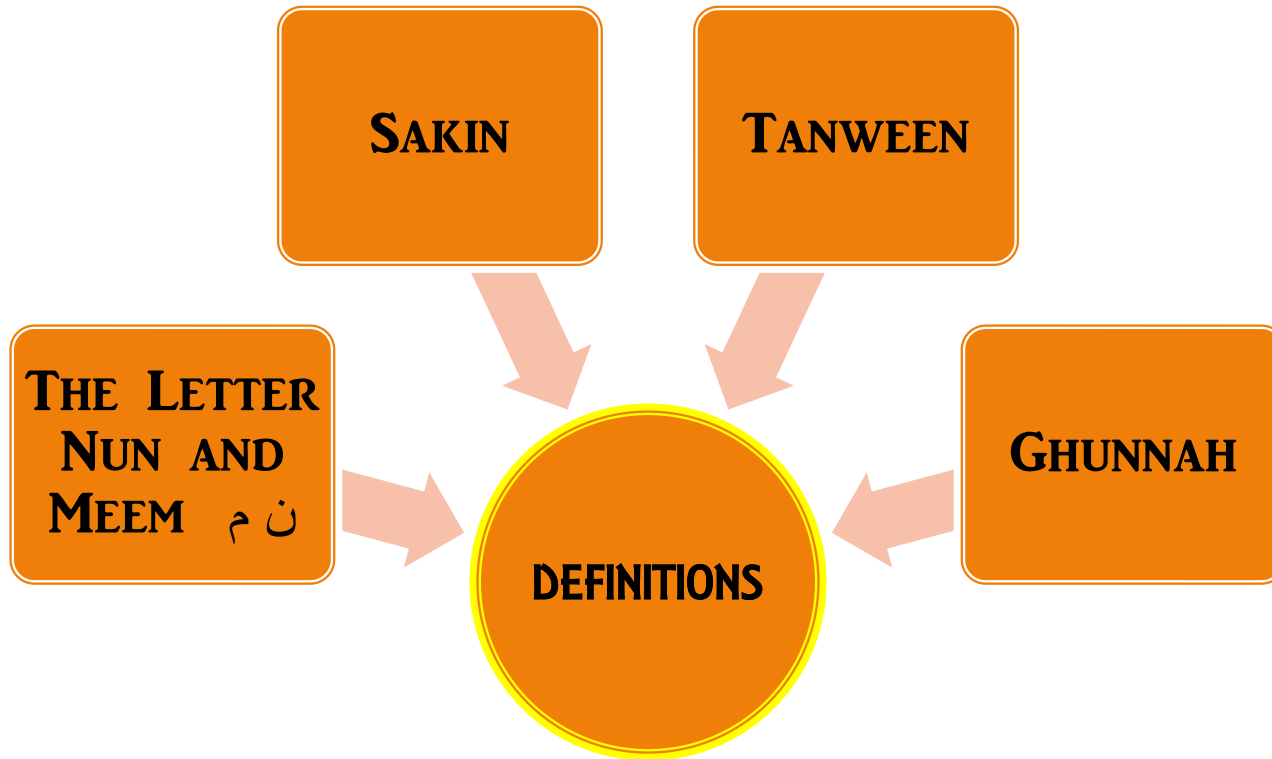 Sakin
Tanween
The Letter
Nun and
Meem ن م
Ghunnah
Definitions